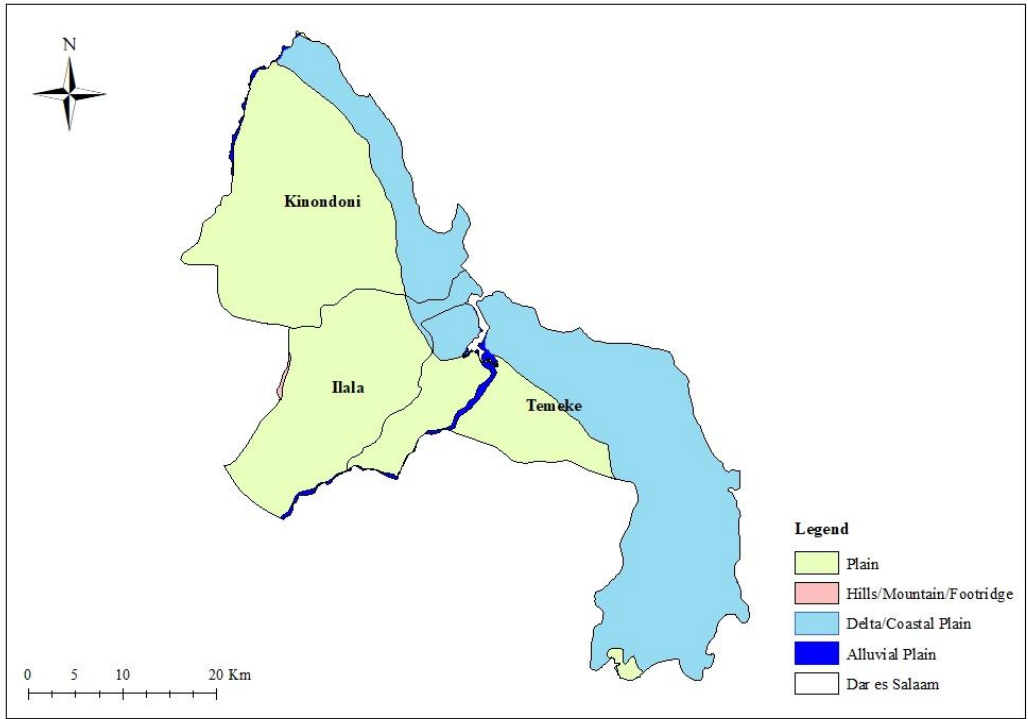 N
Kinondoni
Ilala
Temeke
Legend
Plain
Hills/Mountain/Footridge
Delta/Coastal Plain
Alluvial Plain
Dar es Salaam
0 5 10 20 Km